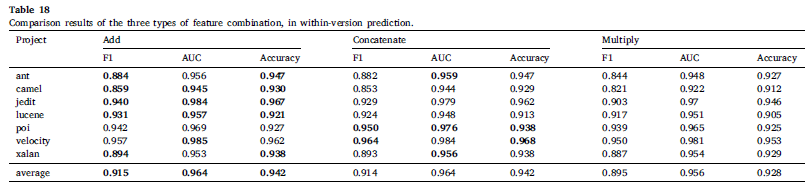 Table 18
Comparison results of the three types of feature combination, in within-version prediction.
Project Add Concatenate Multiply
F1 AUC Accuracy F1 AUC Accuracy F1 AUC Accuracy
ant 0.884 0.956 0.947 0.882 0.959 0.947 0.844 0.948 0.927
camel 0.859 0.945 0.930 0.853 0.944 0.929 0.821 0.922 0.912
jedit 0.940 0.984 0.967 0.929 0.979 0.962 0.903 0.97 0.946
lucene 0.931 0.957 0.921 0.924 0.948 0.913 0.917 0.951 0.905
poi 0.942 0.969 0.927 0.950 0.976 0.938 0.939 0.965 0.925
velocity 0.957 0.985 0.962 0.964 0.984 0.968 0.950 0.981 0.953
xalan 0.894 0.953 0.938 0.893 0.956 0.938 0.887 0.954 0.929
average 0.915 0.964 0.942 0.914 0.964 0.942 0.895 0.956 0.928